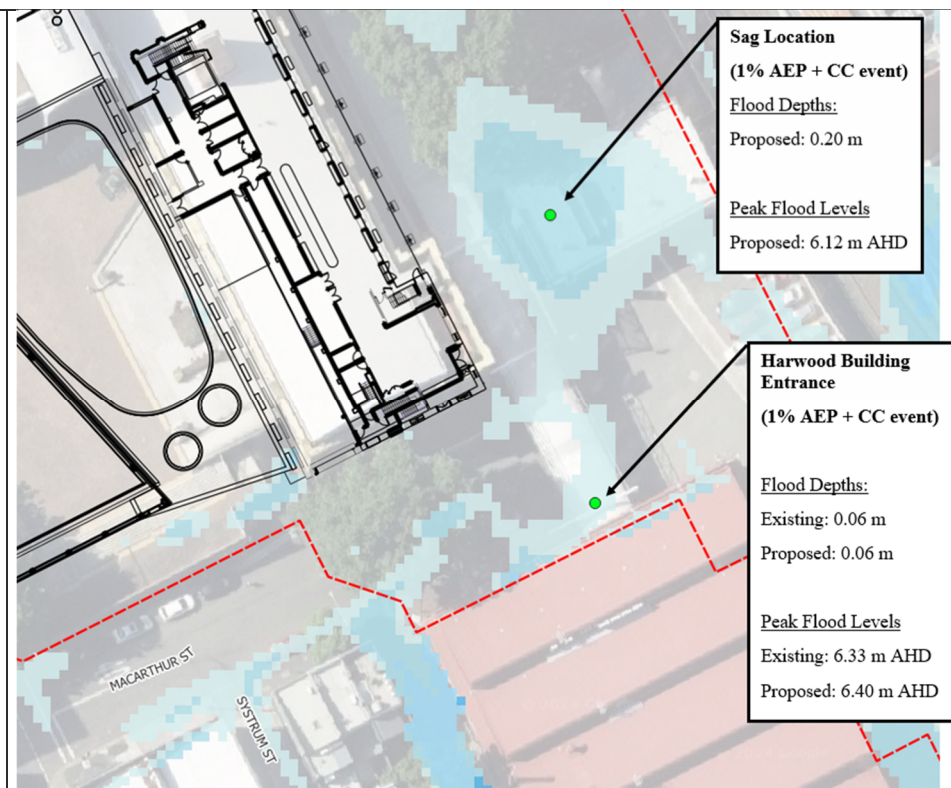 Sag Location
(1% AEP + CC event)
Flood Depths:
Proposed: 0.20 m
Peak Flood Levels
Proposed: 6.12 m AHD
Harwood Building
Entrance
(1% AEP + CC event)
Flood Depths:
Existing: 0.06 m
Proposed: 0.06 m
Peak Flood Levels
Existing: 6.33 m AHD
Proposed: 6.40 m AHD
MACARTHUR ST
SYSTRUM ST